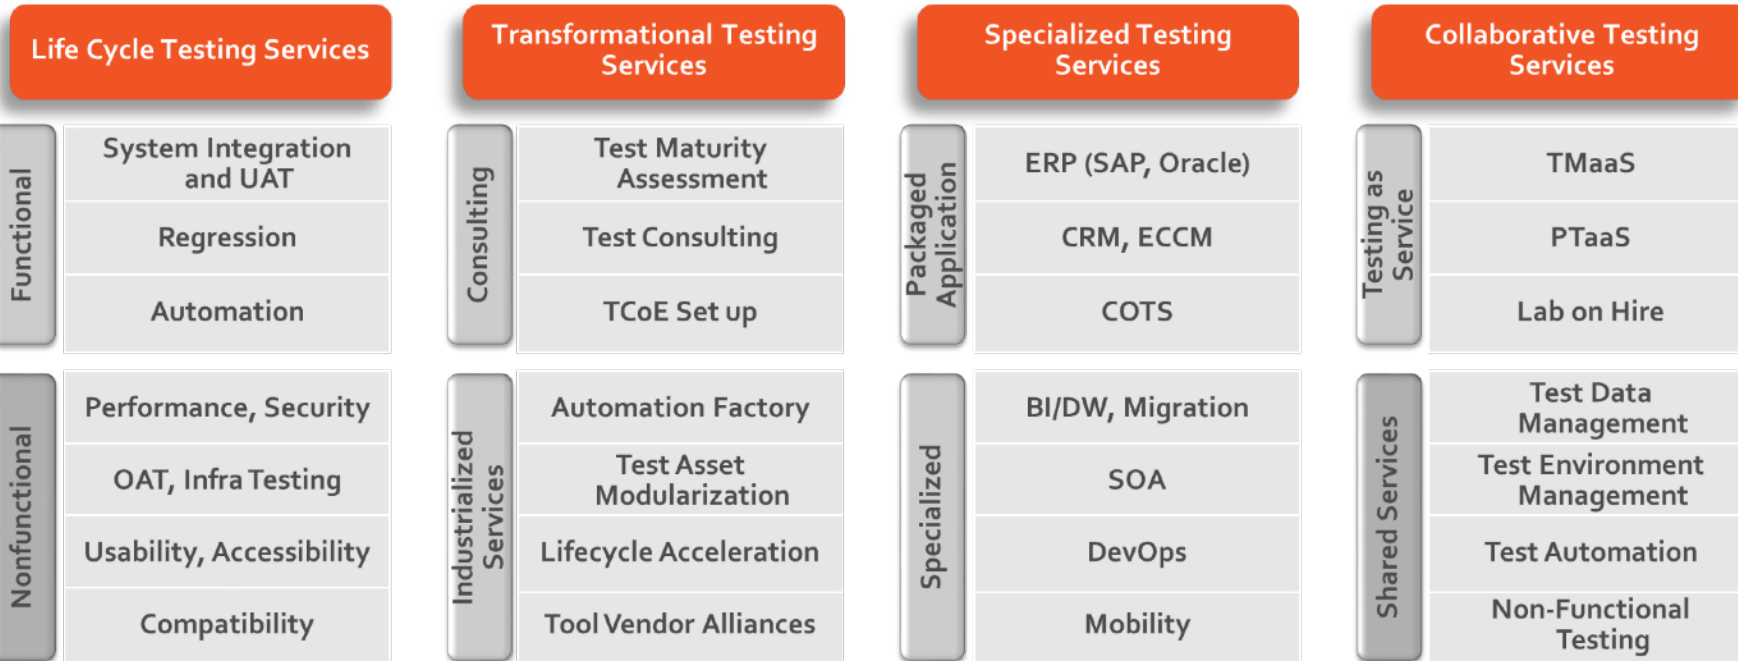 Life Cycle Testing Services
Functional
System Integration
and UAT
Regression
Automation
Nonfunctional
Performance, Security
OAT, Infra Testing
Usability, Accessibility
Compatibility
Transformational Testing
Services
Consulting
Test Maturity
Assessment
Test Consulting
TCoE Set up
Industrialized
Services
Automation Factory
Test Asset
Modularization
Lifecycle Acceleration
Tool Vendor Alliances
Specialized Testing
Services
Packaged
Application
ERP (SAP, Oracle)
CRM, ECCM
COTS
Specialized
BI/DW, Migration
SOA
DevOps
Mobility
Collaborative Testing
Services
Testing as
Service
TMaaS
PTaaS
Lab on Hire
Shared Services
Test Data
Management
Test Environment
Management
Test Automation
Non-Functional
Testing